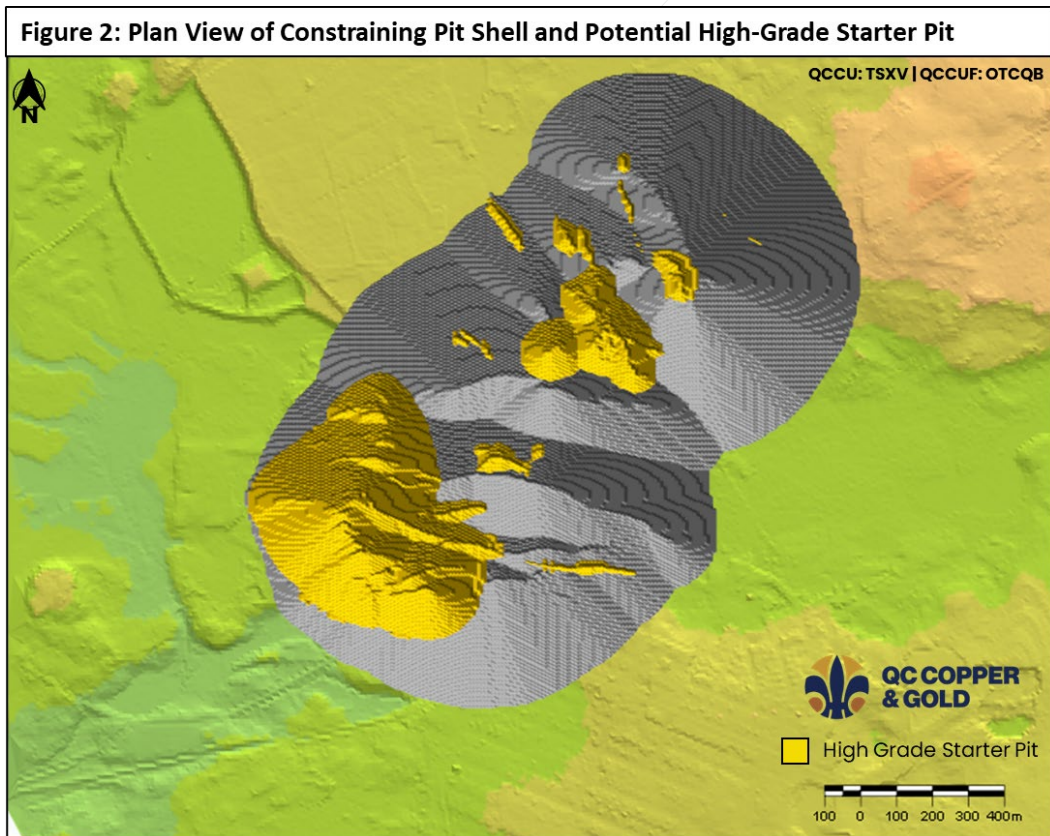 Figure 2: Plan View of Constraining Pit Shell and Potential High-Grade Starter Pit
QCCU: TSXV | QCCUF: OTCQB
N
QC COPPER
& GOLD
High Grade Starter Pit
100 0 100 200 300 400m